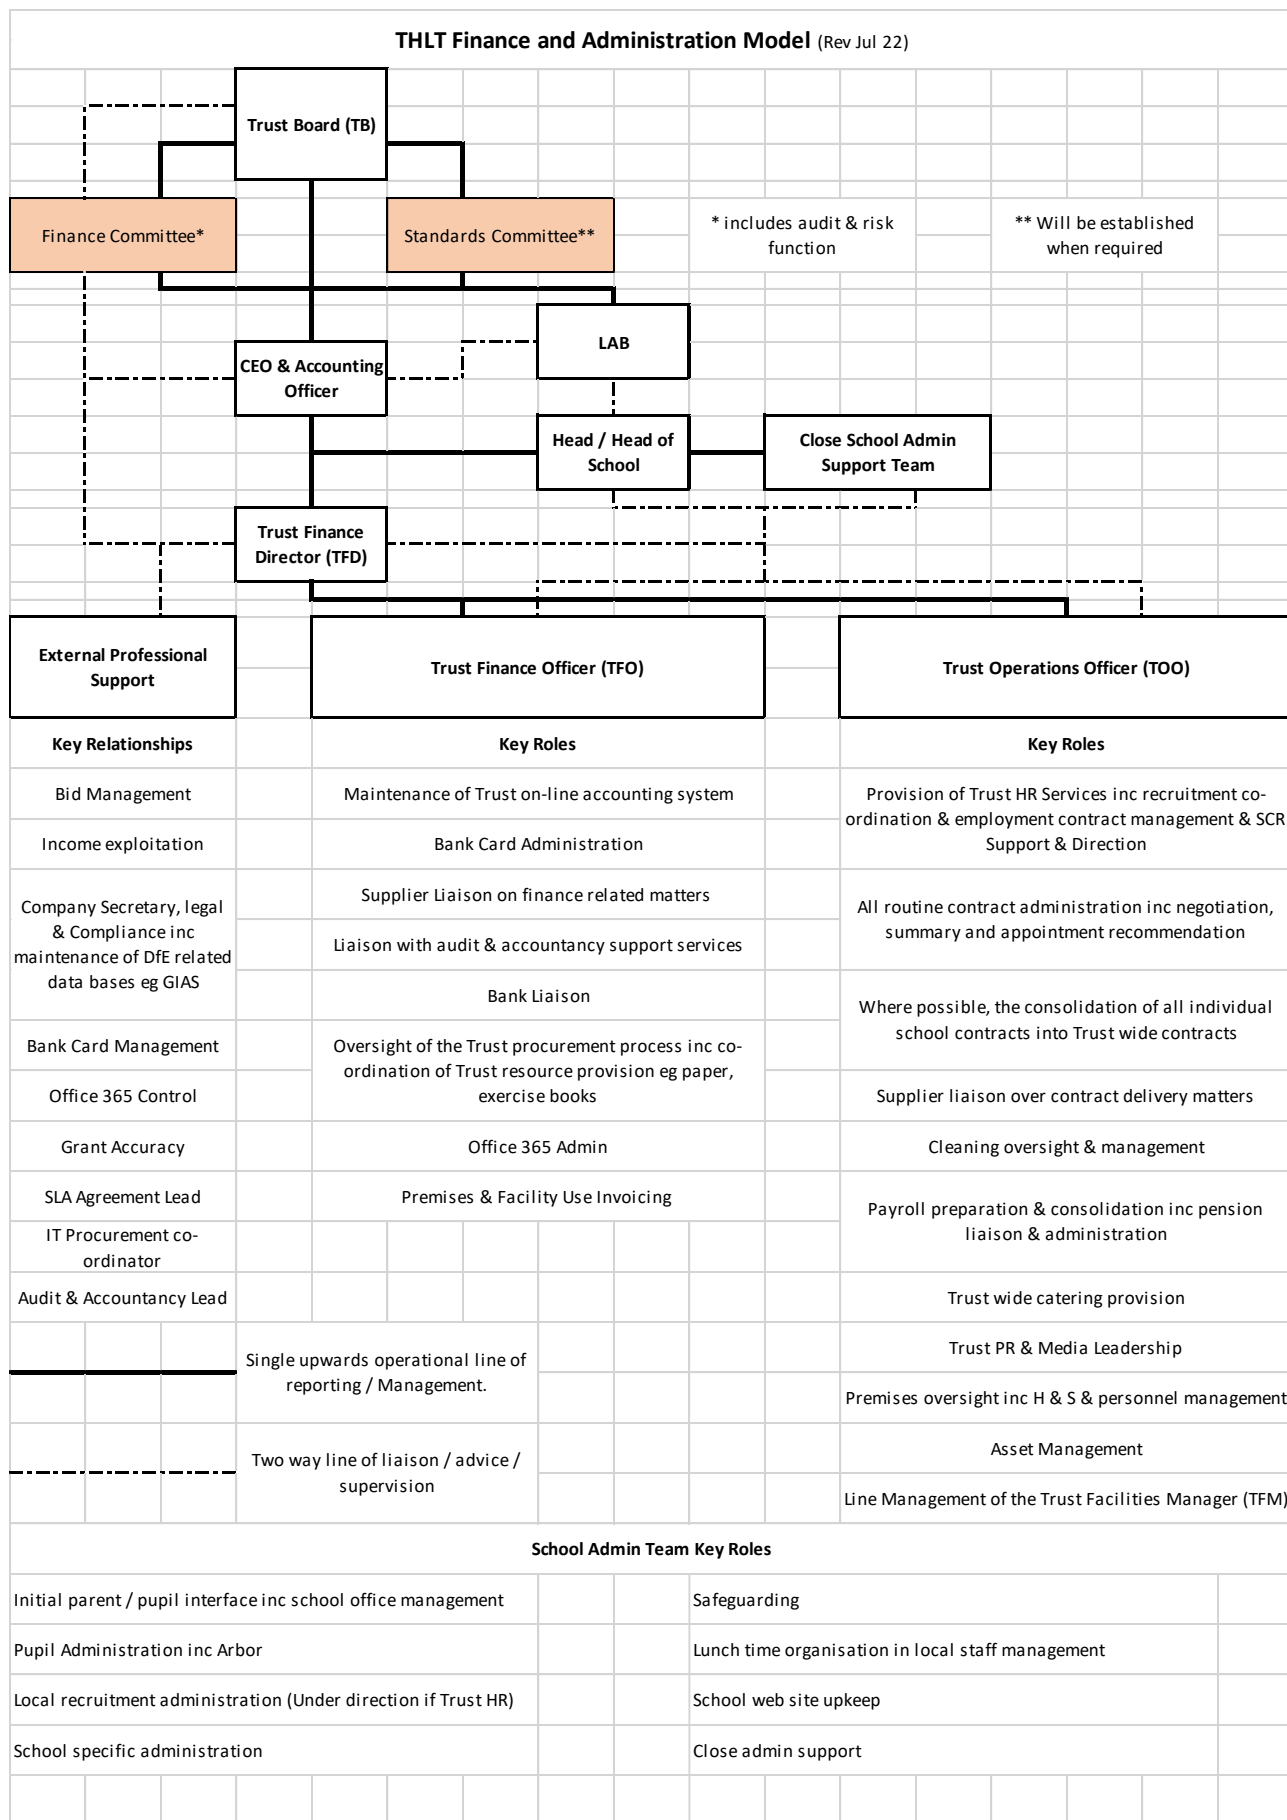 THLT Finance and Administration Model (Rev Jul 22)
Trust Board (TB)
Finance Committee*
Standards Committee**
* includes audit & risk
function
** Will be established
when required
LAB
CEO & Accounting
Officer
Head / Head of
School
Close School Admin
Support Team
Trust Finance
Director (TFD)
External Professional
Support
Trust Finance Officer (TFO)
Trust Operations Officer (TOO)
Key Relationships
Bid Management
Income exploitation
Company Secretary, legal
& Compliance inc
maintenance of DfE related
data bases eg GIAS
Bank Card Management
Office 365 Control
Grant Accuracy
SLA Agreement Lead
IT Procurement co-
ordinator
Audit & Accountancy Lead
Key Roles
Maintenance of Trust on-line accounting system
Bank Card Administration
Supplier Liaison on finance related matters
Liaison with audit & accountancy support services
Bank Liaison
Oversight of the Trust procurement process inc co-
ordination of Trust resource provision eg paper,
exercise books
Office 365 Admin
Premises & Facility Use Invoicing
Key Roles
Provision of Trust HR Services inc recruitment co-
ordination & employment contract management & SCR
Support & Direction
All routine contract administration inc negotiation,
summary and appointment recommendation
Where possible, the consolidation of all individual
school contracts into Trust wide contracts
Supplier liaison over contract delivery matters
Cleaning oversight & management
Payroll preparation & consolidation inc pension
liaison & administration
Trust wide catering provision
Trust PR & Media Leadership
Premises oversight inc H & S & personnel management
Asset Management
Line Management of the Trust Facilities Manager (TFM)
Single upwards operational line of
reporting / Management.
Two way line of liaison / advice /
supervision
School Admin Team Key Roles
Initial parent / pupil interface inc school office management
Safeguarding
Pupil Administration inc Arbor
Lunch time organisation in local staff management
Local recruitment administration (Under direction if Trust HR)
School web site upkeep
School specific administration
Close admin support